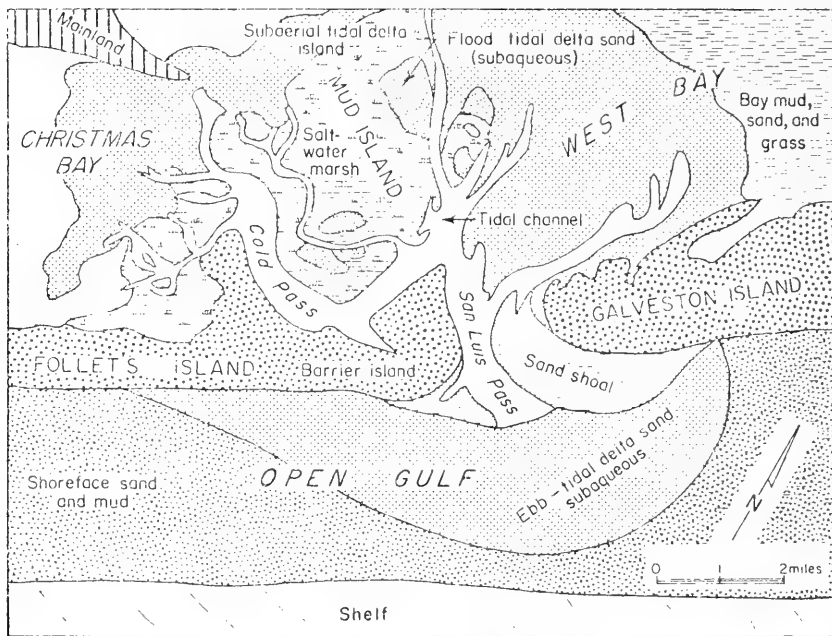 Mainland
Subaerial tidal delta
island
Flood tidal delta sand
(subaqueous)
MUD ISLAND
WEST BAY
Bay mud,
sand, and
grass
CHRISTMAS
BAY
Salt-
water
marsh
Tidal channel
Cold Pass
San Luis Pass
GALVESTON ISLAND
FOLLETS ISLAND
Barrier island
Sand shoal
Shoreface sand
and mud
OPEN GULF
Ebb-tidal delta sand
subaqueous
N
0 1 2 miles
Shelf